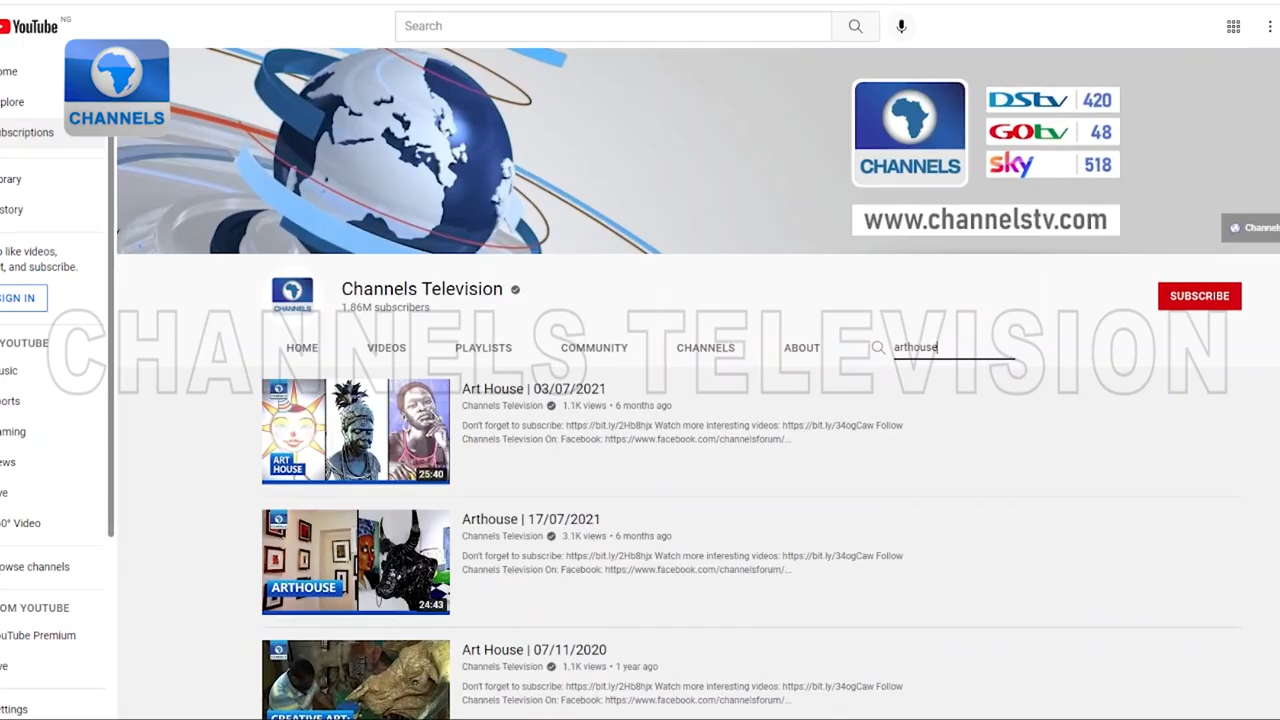 YouTube NG
Search
CHANNELS
ome
plore
ubscriptions
brary
story
o like videos,
t, and subscribe.
SIGN IN
YOUTUBE
usic
orts
aming
ews
ve
0° Video
owse channels
OM YOUTUBE
ouTube Premium
ve
ettings
CHANNELS
DStv 420
GOtv 48
sky 518
www.channelstv.com
Channels
Channels Television
1.86M subscribers
SUBSCRIBE
CHANNELS TELEVISION
HOME VIDEOS PLAYLISTS COMMUNITY CHANNELS ABOUT arthouse
ART
HOUSE
25:40
Art House | 03/07/2021
Channels Television 1.1K views • 6 months ago
Don't forget to subscribe: https://bit.ly/2Hb8hjx Watch more interesting videos: https://bit.ly/34ogCaw Follow
Channels Television On: Facebook: https://www.facebook.com/channelsforum/...
ARTHOUSE
24:43
Arthouse | 17/07/2021
Channels Television 3.1K views • 6 months ago
Don't forget to subscribe: https://bit.ly/2Hb8hjx Watch more interesting videos: https://bit.ly/34ogCaw Follow
Channels Television On: Facebook: https://www.facebook.com/channelsforum/...
CREATIVE ART:
Art House | 07/11/2020
Channels Television 1.1K views • 1 year ago
Don't forget to subscribe: https://bit.ly/2Hb8hjx Watch more interesting videos: https://bit.ly/34ogCaw Follow
Channels Television On: Facebook: https://www.facebook.com/channelsforum/...